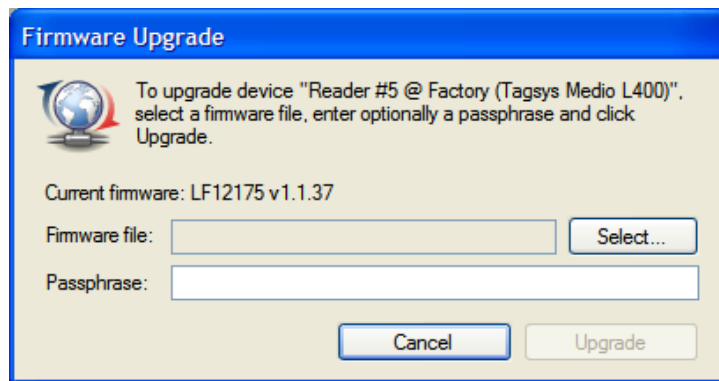 Firmware Upgrade
To upgrade device "Reader #5 @ Factory (Tagsys Medio L400)",
select a firmware file, enter optionally a passphrase and click
Upgrade.
Current firmware: LF12175 v1.1.37
Firmware file:
Select...
Passphrase:
Cancel
Upgrade